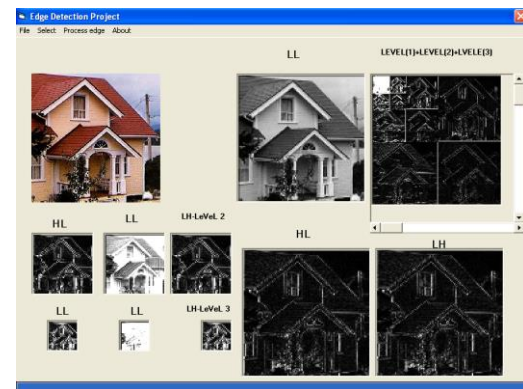 Edge Detection Project
File Select Process edge About
LL
LEVEL(1)+LEVEL(2)+LVELE(3)
HL
LL
LH-LeVeL 2
HL
LH
LL
LL
LH-LeVeL 3